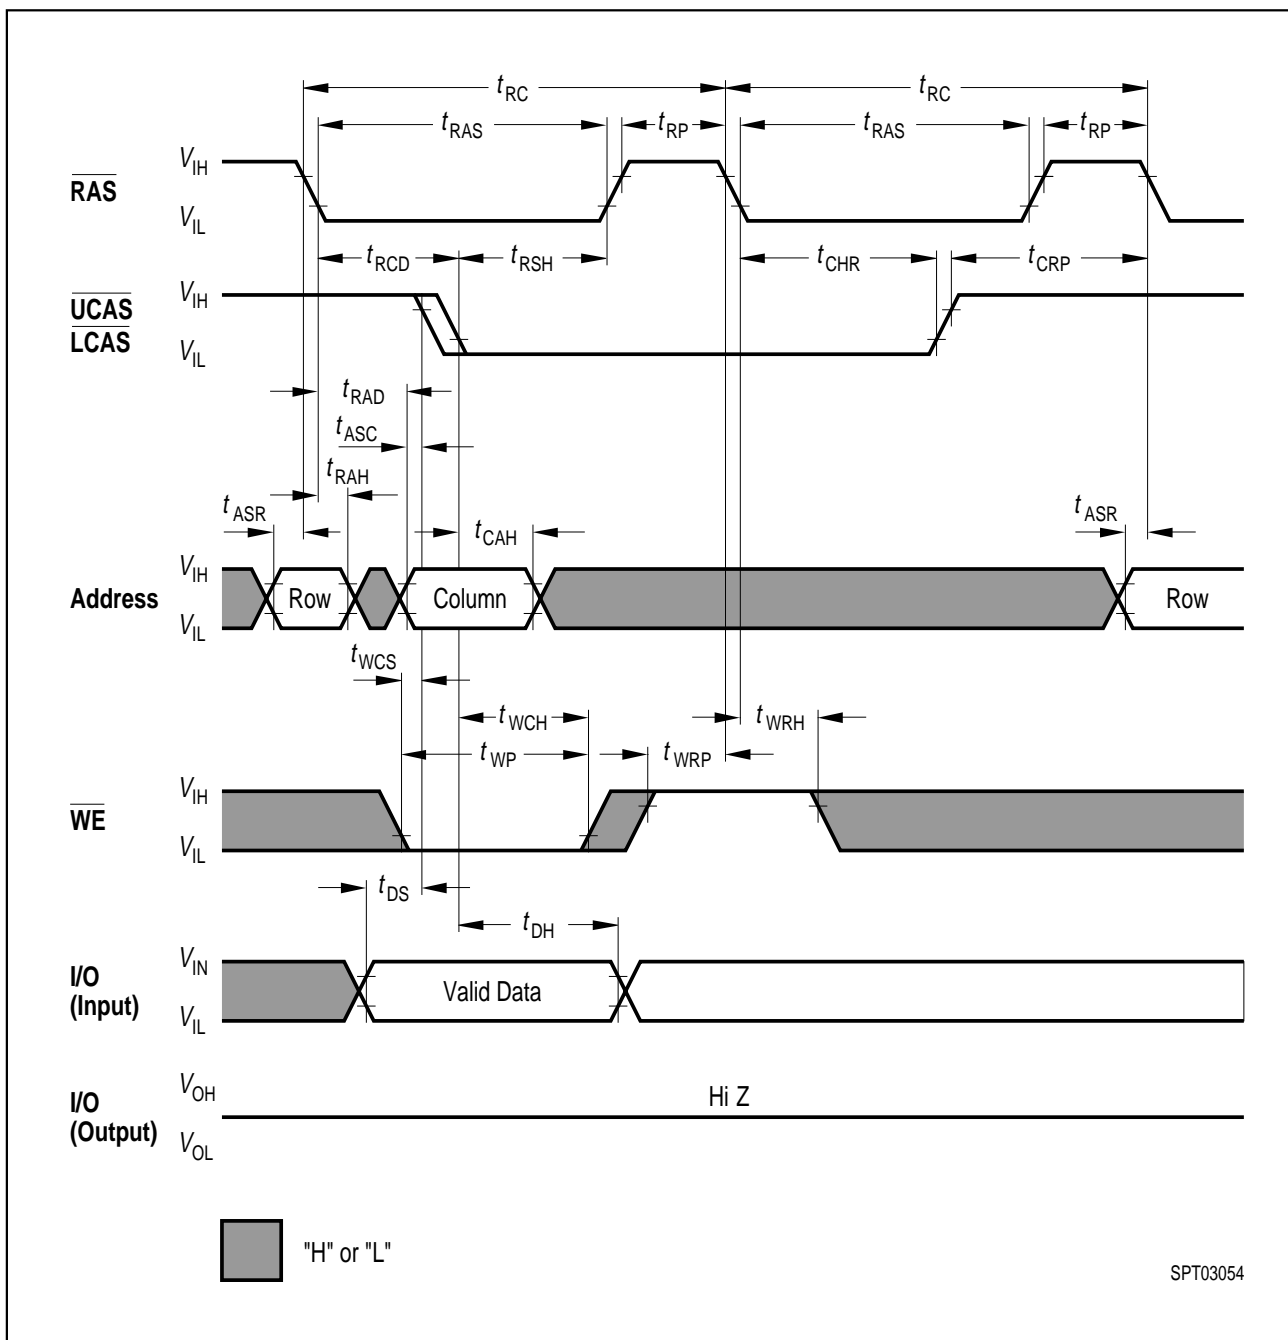 tRC tRC
tRAS tRP tRAS tRP
VIH
RAS
VIL
tRCD tRSH tCHR tCRP
VIH
UCAS
LCAS
VIL
tRAD
tASC
tRAH
tASR tCAH tASR
VIH
Address Row Column Row
VIL
tWCS
tWCH tWRH
tWP tWRP
VIH
WE
VIL
tDS
tDH
VIN
I/O
(Input) Valid Data
VIL
VOH Hi Z
I/O
(Output)
VOL
"H" or "L"
SPT03054